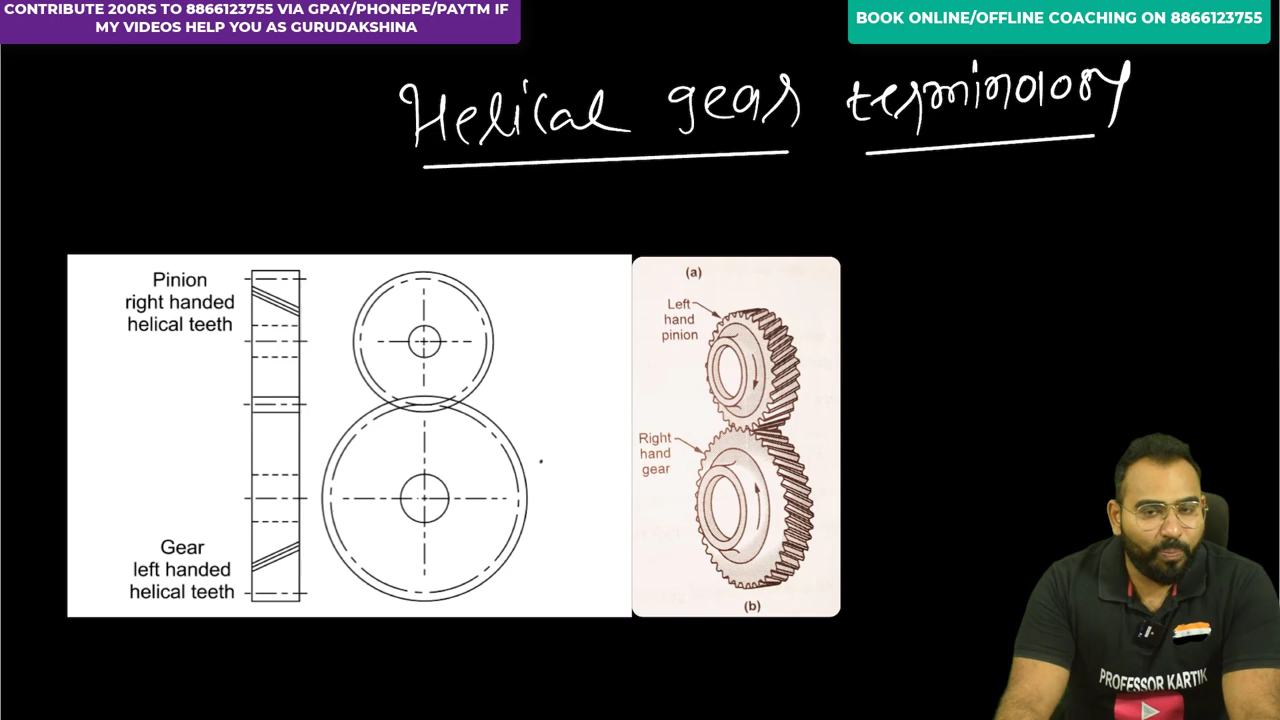 CONTRIBUTE 200RS TO 8866123755 VIA GPAY/PHONEPE/PAYTM IF
MY VIDEOS HELP YOU AS GURUDAKSHINA
BOOK ONLINE/OFFLINE COACHING ON 8866123755
Helical gear terminology
Pinion
right handed
helical teeth
Gear
left handed
helical teeth
(a)
Left
hand
pinion
Right
hand
gear
(b)
PROFESSOR KARTIK